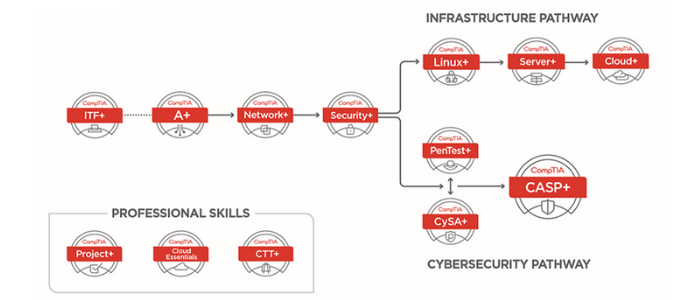 INFRASTRUCTURE PATHWAY
CompTIA
Linux+
CompTIA
Server+
CompTIA
Cloud+
CompTIA
ITF+
CompTIA
A+
CompTIA
Network+
CompTIA
Security+
CompTIA
PenTest+
CompTIA
CySA+
CompTIA
CASP+
CYBERSECURITY PATHWAY
PROFESSIONAL SKILLS
CompTIA
Project+
CompTIA
Cloud
Essentials
CompTIA
CTT+